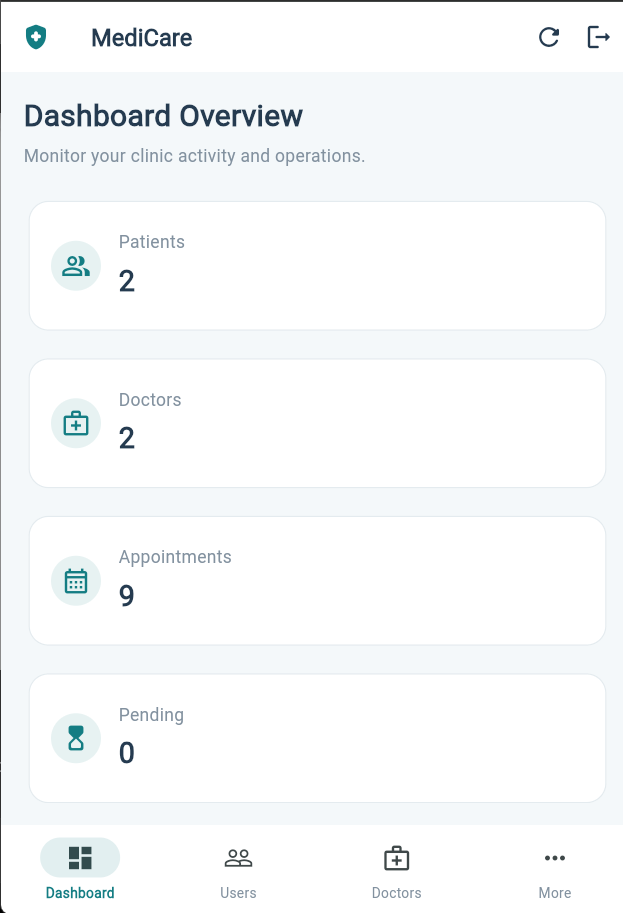 MediCare
Dashboard Overview
Monitor your clinic activity and operations.
Patients
2
Doctors
2
Appointments
9
Pending
0
Dashboard
Users
Doctors
More